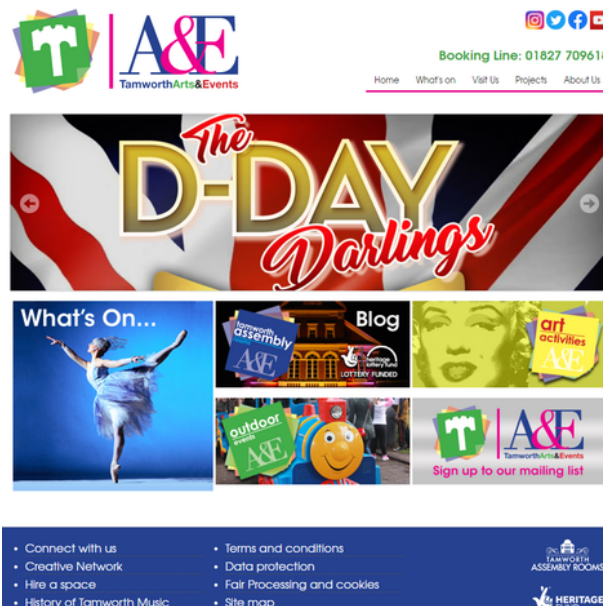 A&E
TamworthArts&Events
Booking Line: 01827 709618
Home What's on Visit Us Projects About Us
The
D-DAY
Darlings
What's On...
tamworth
assembly
A&E
Blog
heritage
lottery fund
LOTTERY FUNDED
art
activities
A&E
outdoor
events
A&E
A&E
TamworthArts&Events
Sign up to our mailing list
Connect with us
Creative Network
Hire a space
History of Tamworth Music
Terms and conditions
Data protection
Fair Processing and cookies
Site map
TAMWORTH
ASSEMBLY ROOMS
HERITAGE